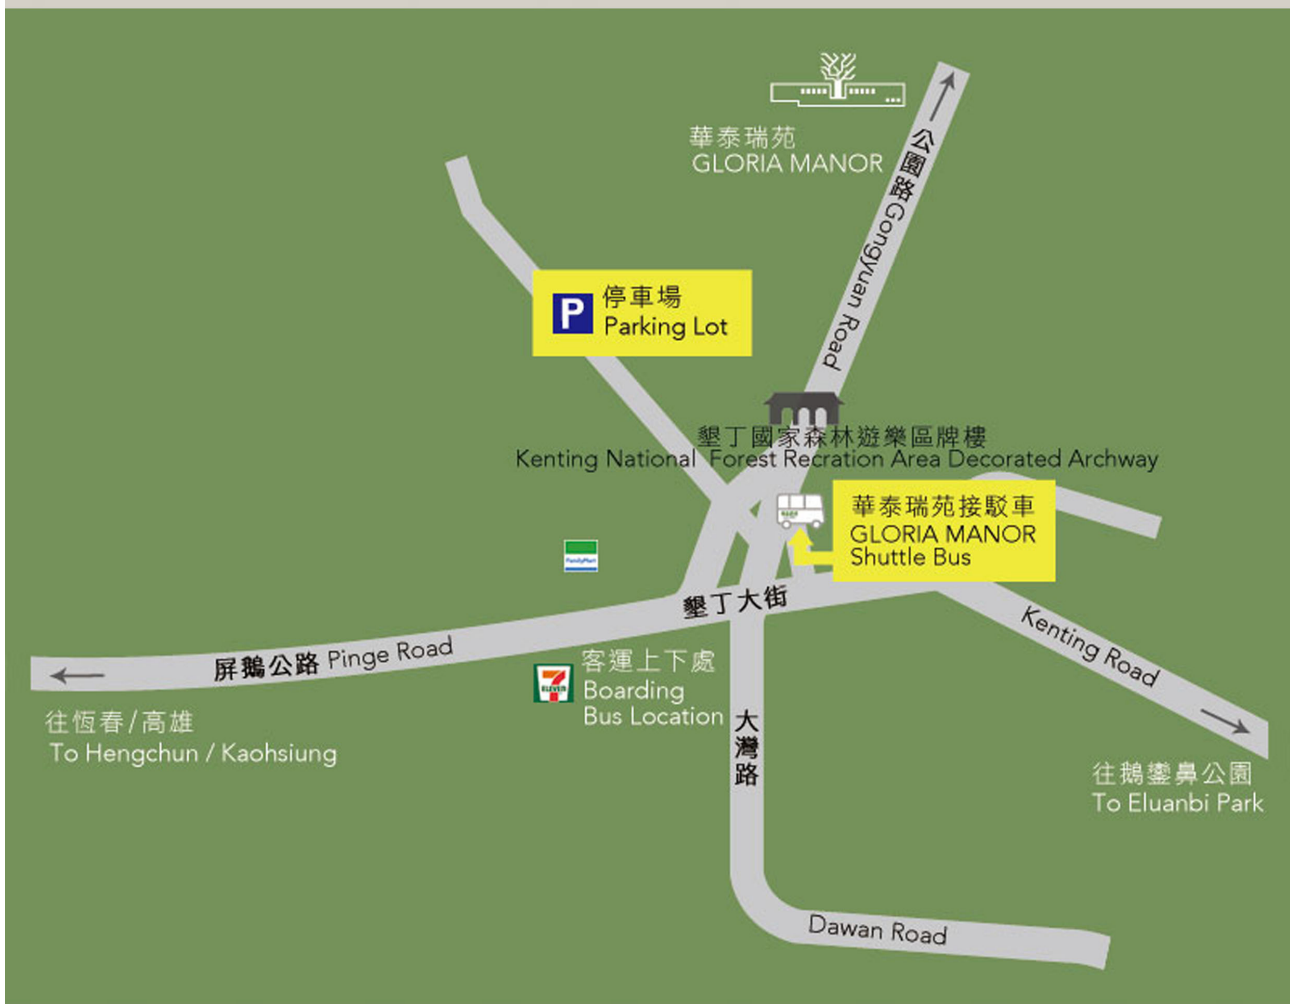 華泰瑞苑
GLORIA MANOR
公園路 Gongyuan Road
P
停車場
Parking Lot
墾丁國家森林遊樂區牌樓
Kenting National Forest Recration Area Decorated Archway
華泰瑞苑接駁車
GLORIA MANOR
Shuttle Bus
FamilyMart
墾丁大街
Kenting Road
屏鵝公路 Pinge Road
7
ELEVEN
客運上下處
Boarding
Bus Location
往恆春/高雄
To Hengchun / Kaohsiung
大灣路
往鵝鑾鼻公園
To Eluanbi Park
Dawan Road